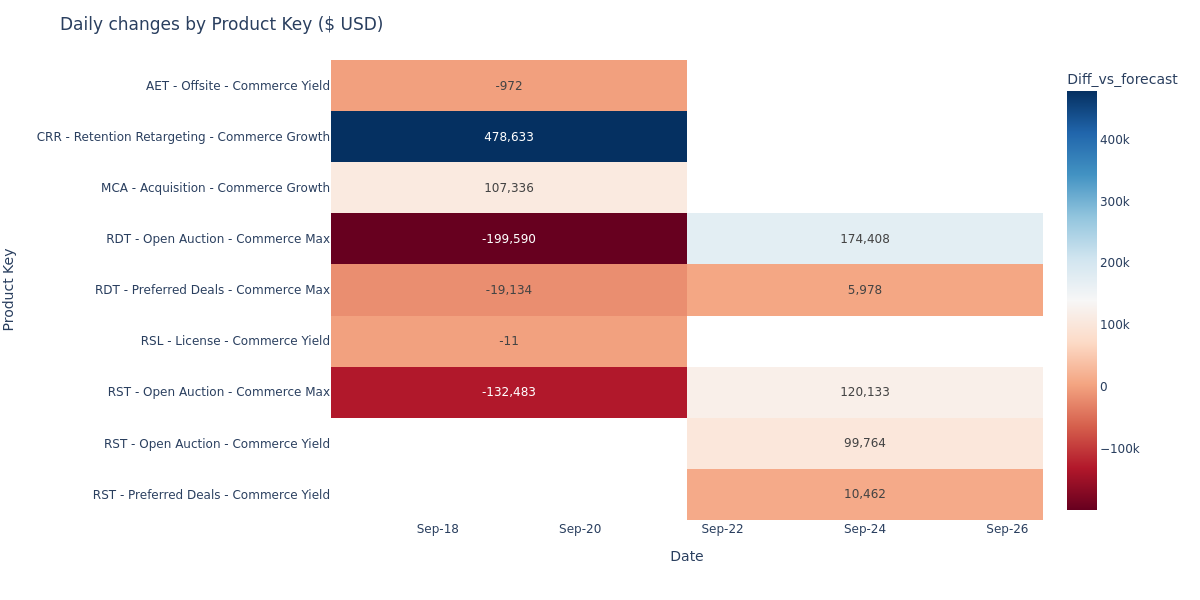 Daily changes by Product Key ($ USD)
Diff_vs_forecast
AET - Offsite - Commerce Yield -972
CRR - Retention Retargeting - Commerce Growth 478,633
MCA - Acquisition - Commerce Growth 107,336
RDT - Open Auction - Commerce Max -199,590 174,408
RDT - Preferred Deals - Commerce Max -19,134 5,978
RSL - License - Commerce Yield -11
RST - Open Auction - Commerce Max -132,483 120,133
RST - Open Auction - Commerce Yield 99,764
RST - Preferred Deals - Commerce Yield 10,462
Product Key
Sep-18 Sep-20 Sep-22 Sep-24 Sep-26
Date
400k
300k
200k
100k
0
−100k